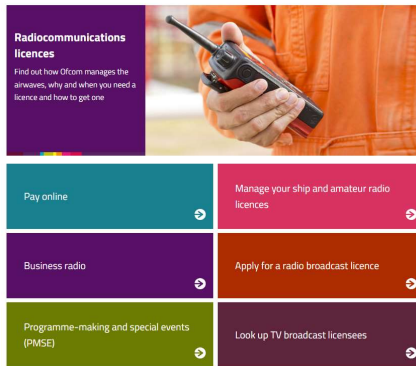 Radiocommunications
licences
Find out how Ofcom manages the
airwaves, why and when you need a
licence and how to get one
Pay online
Manage your ship and amateur radio
licences
Business radio
Apply for a radio broadcast licence
Programme-making and special events
(PMSE)
Look up TV broadcast licensees